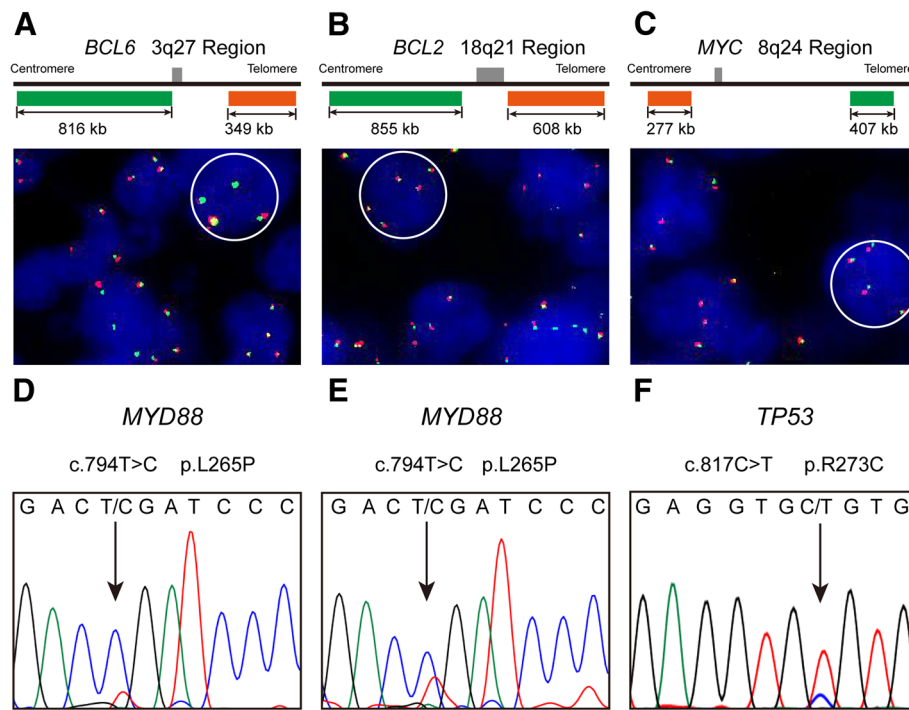 A
BCL6 3q27 Region
Centromere Telomere
816 kb 349 kb
B
BCL2 18q21 Region
Centromere Telomere
855 kb 608 kb
C
MYC 8q24 Region
Centromere Telomere
277 kb 407 kb
D
MYD88
c.794T>C p.L265P
G A C T/C G A T C C C
E
MYD88
c.794T>C p.L265P
G A C T/C G A T C C C
F
TP53
c.817C>T p.R273C
G A G G T G C/T G T G